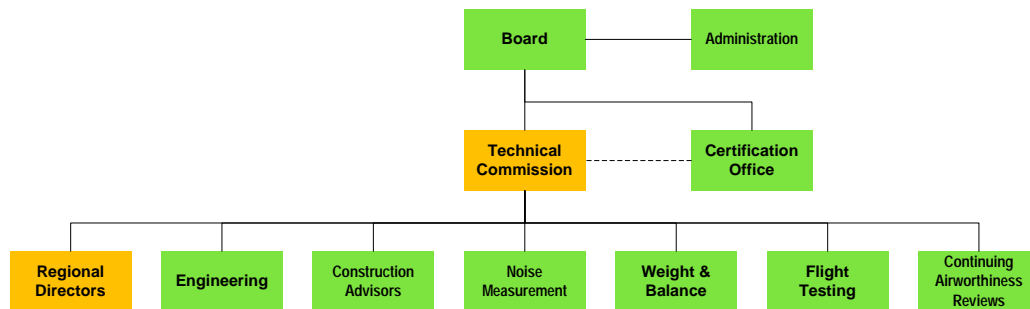 Board
Administration
Technical
Commission
Certification
Office
Regional
Directors
Engineering
Construction
Advisors
Noise
Measurement
Weight &
Balance
Flight
Testing
Continuing
Airworthiness
Reviews